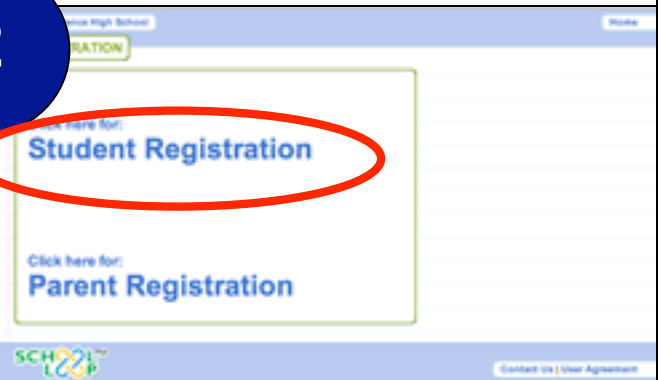 High School
Home
Click here for:
Student Registration
Click here for:
Parent Registration
SCHOOL LOOP
Contact Us | User Agreement